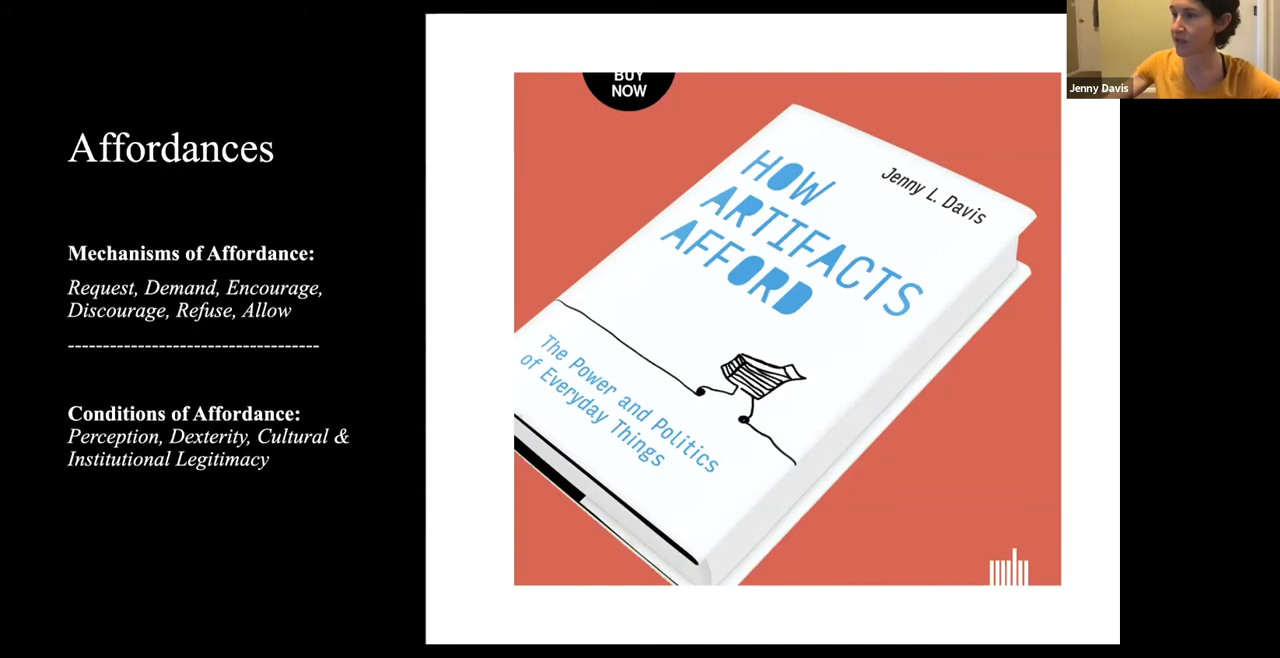 Affordances
Mechanisms of Affordance:
Request, Demand, Encourage,
Discourage, Refuse, Allow
------------------------------------
Conditions of Affordance:
Perception, Dexterity, Cultural &
Institutional Legitimacy
BUY
NOW
Jenny L. Davis
HOW
ARTIFACTS
AFFORD
The Power and Politics
of Everyday Things
Jenny Davis